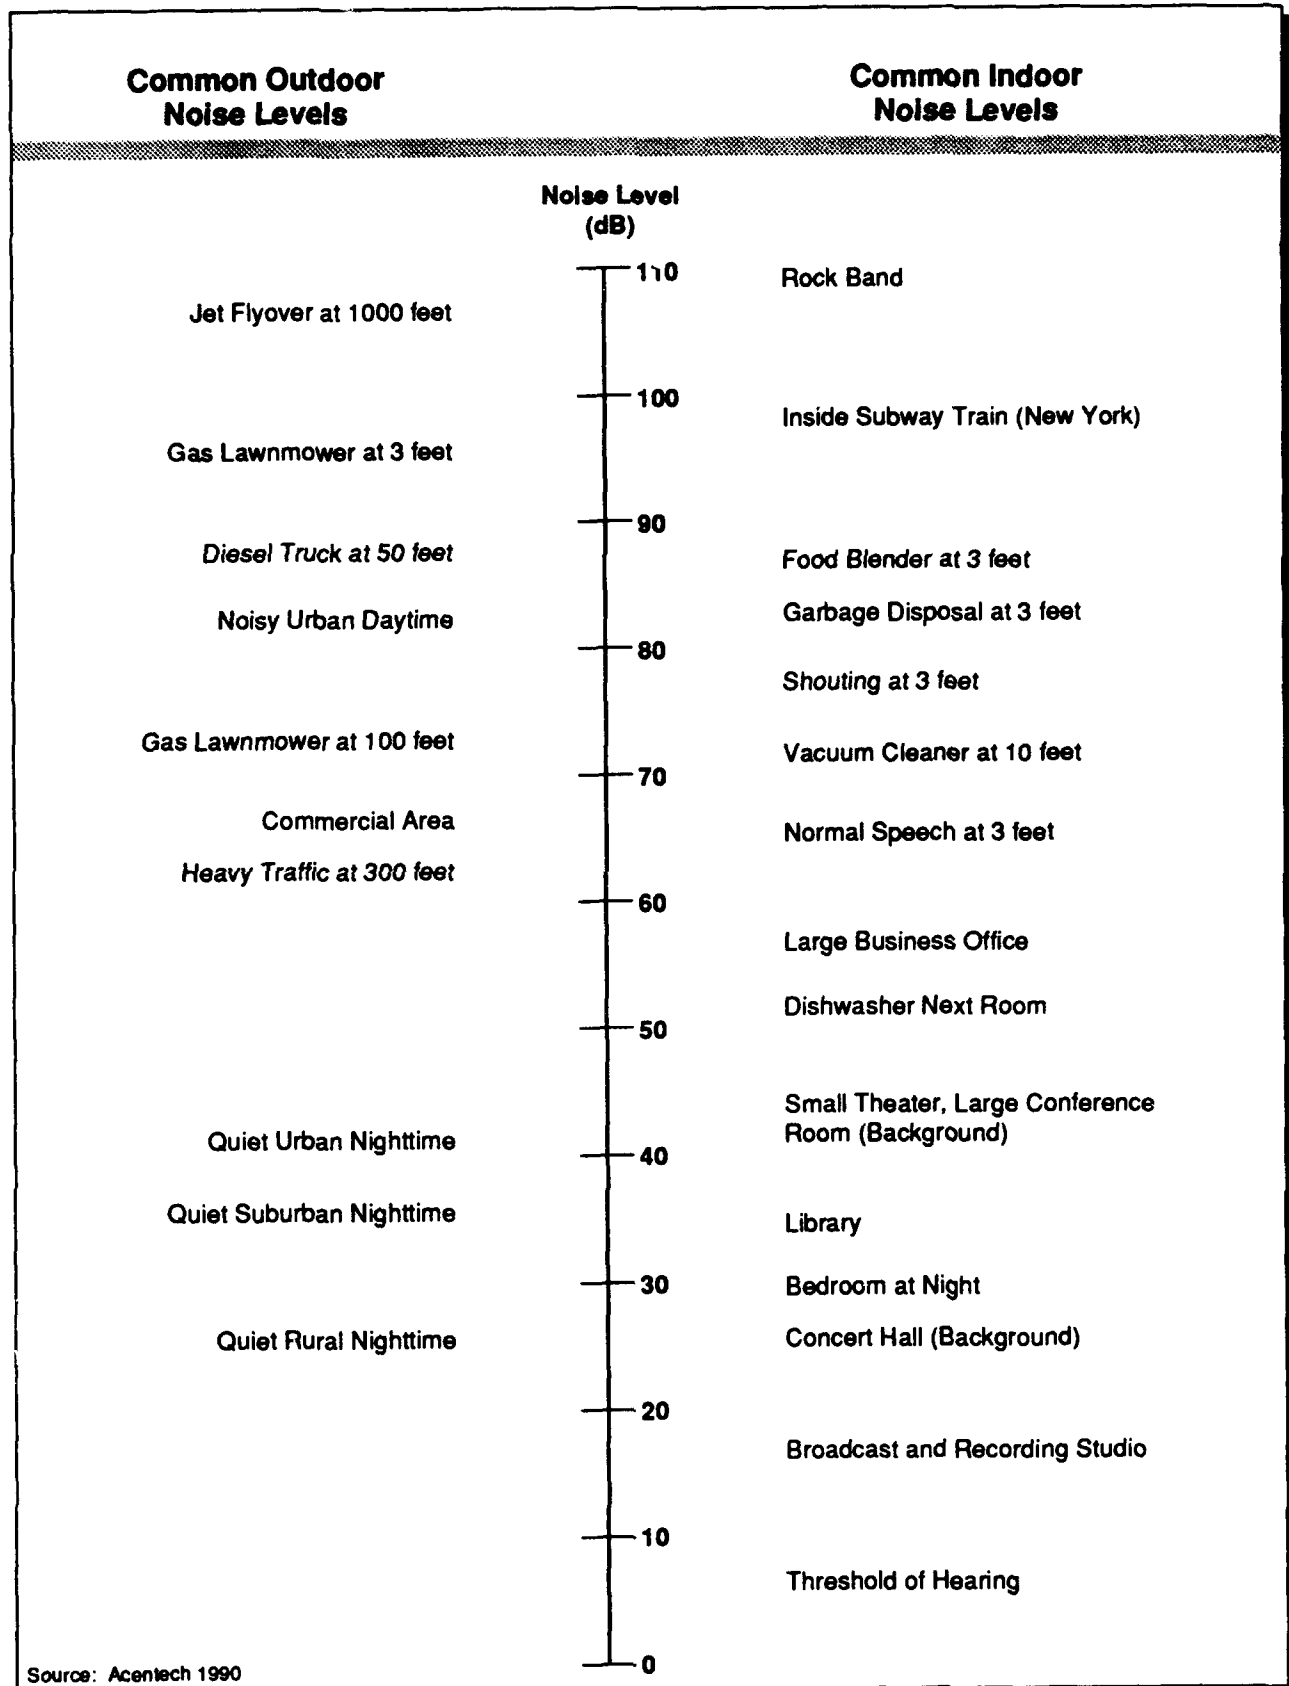 Common Outdoor
Noise Levels
Common Indoor
Noise Levels
Noise Level
(dB)
110
Rock Band
Jet Flyover at 1000 feet
100
Inside Subway Train (New York)
Gas Lawnmower at 3 feet
90
Diesel Truck at 50 feet
Food Blender at 3 feet
Garbage Disposal at 3 feet
Noisy Urban Daytime
80
Shouting at 3 feet
Gas Lawnmower at 100 feet
Vacuum Cleaner at 10 feet
70
Commercial Area
Normal Speech at 3 feet
Heavy Traffic at 300 feet
60
Large Business Office
Dishwasher Next Room
50
Small Theater, Large Conference
Room (Background)
Quiet Urban Nighttime
40
Quiet Suburban Nighttime
Library
30
Bedroom at Night
Quiet Rural Nighttime
Concert Hall (Background)
20
Broadcast and Recording Studio
10
Threshold of Hearing
0
Source: Acentech 1990